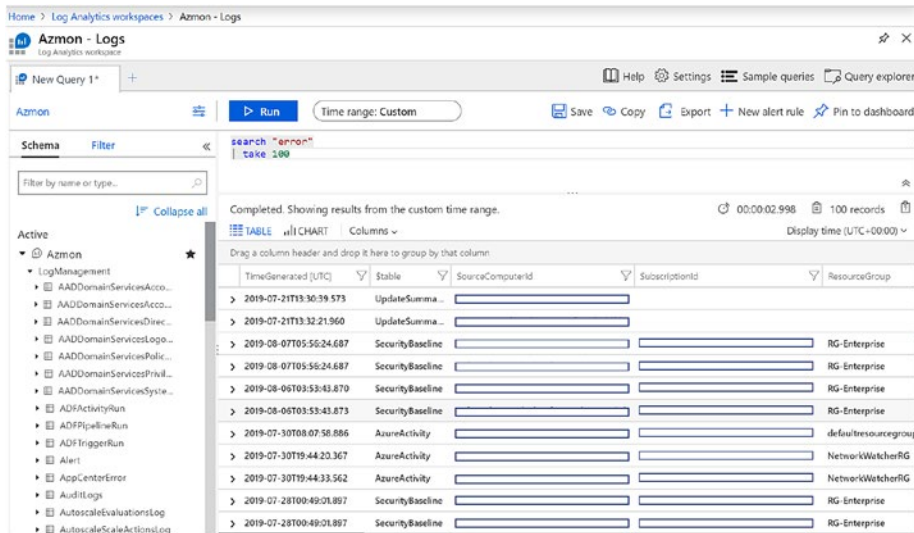 Home > Log Analytics workspaces > Azmon - Logs
Azmon - Logs
Log Analytics workspace
New Query 1*
Help Settings Sample queries Query explorer
Azmon
Run
Time range: Custom
Save Copy Export New alert rule Pin to dashboard
Schema Filter
search "error"
| take 100
Filter by name or type...
Collapse all
Completed. Showing results from the custom time range.
00:00:02.998 100 records
TABLE CHART Columns
Display time (UTC+00:00)
Drag a column header and drop it here to group by that column
TimeGenerated [UTC] $table SourceComputerId SubscriptionId ResourceGroup
2019-07-21T13:30:39.573 UpdateSumma...
2019-07-21T13:32:21.960 UpdateSumma...
2019-08-07T05:56:24.687 SecurityBaseline RG-Enterprise
2019-08-07T05:56:24.687 SecurityBaseline RG-Enterprise
2019-08-06T03:53:43.870 SecurityBaseline RG-Enterprise
2019-08-06T03:53:43.873 SecurityBaseline RG-Enterprise
2019-07-30T08:07:58.886 AzureActivity defaultresourcegroup
2019-07-30T19:44:20.367 AzureActivity NetworkWatcherRG
2019-07-30T19:44:33.562 AzureActivity NetworkWatcherRG
2019-07-28T00:49:01.897 SecurityBaseline RG-Enterprise
2019-07-28T00:49:01.897 SecurityBaseline RG-Enterprise
Active
Azmon
LogManagement
AADDomainServicesAcco...
AADDomainServicesAcco...
AADDomainServicesDirec...
AADDomainServicesLogo...
AADDomainServicesPolic...
AADDomainServicesPrivil...
AADDomainServicesSyste...
ADFActivityRun
ADFPipelineRun
ADFTriggerRun
Alert
AppCenterError
AuditLogs
AutoscaleEvaluationsLog
AutoscaleScaleActionsLog